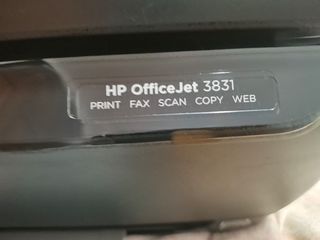 HP OfficeJet 3831
PRINT FAX SCAN COPY WEB